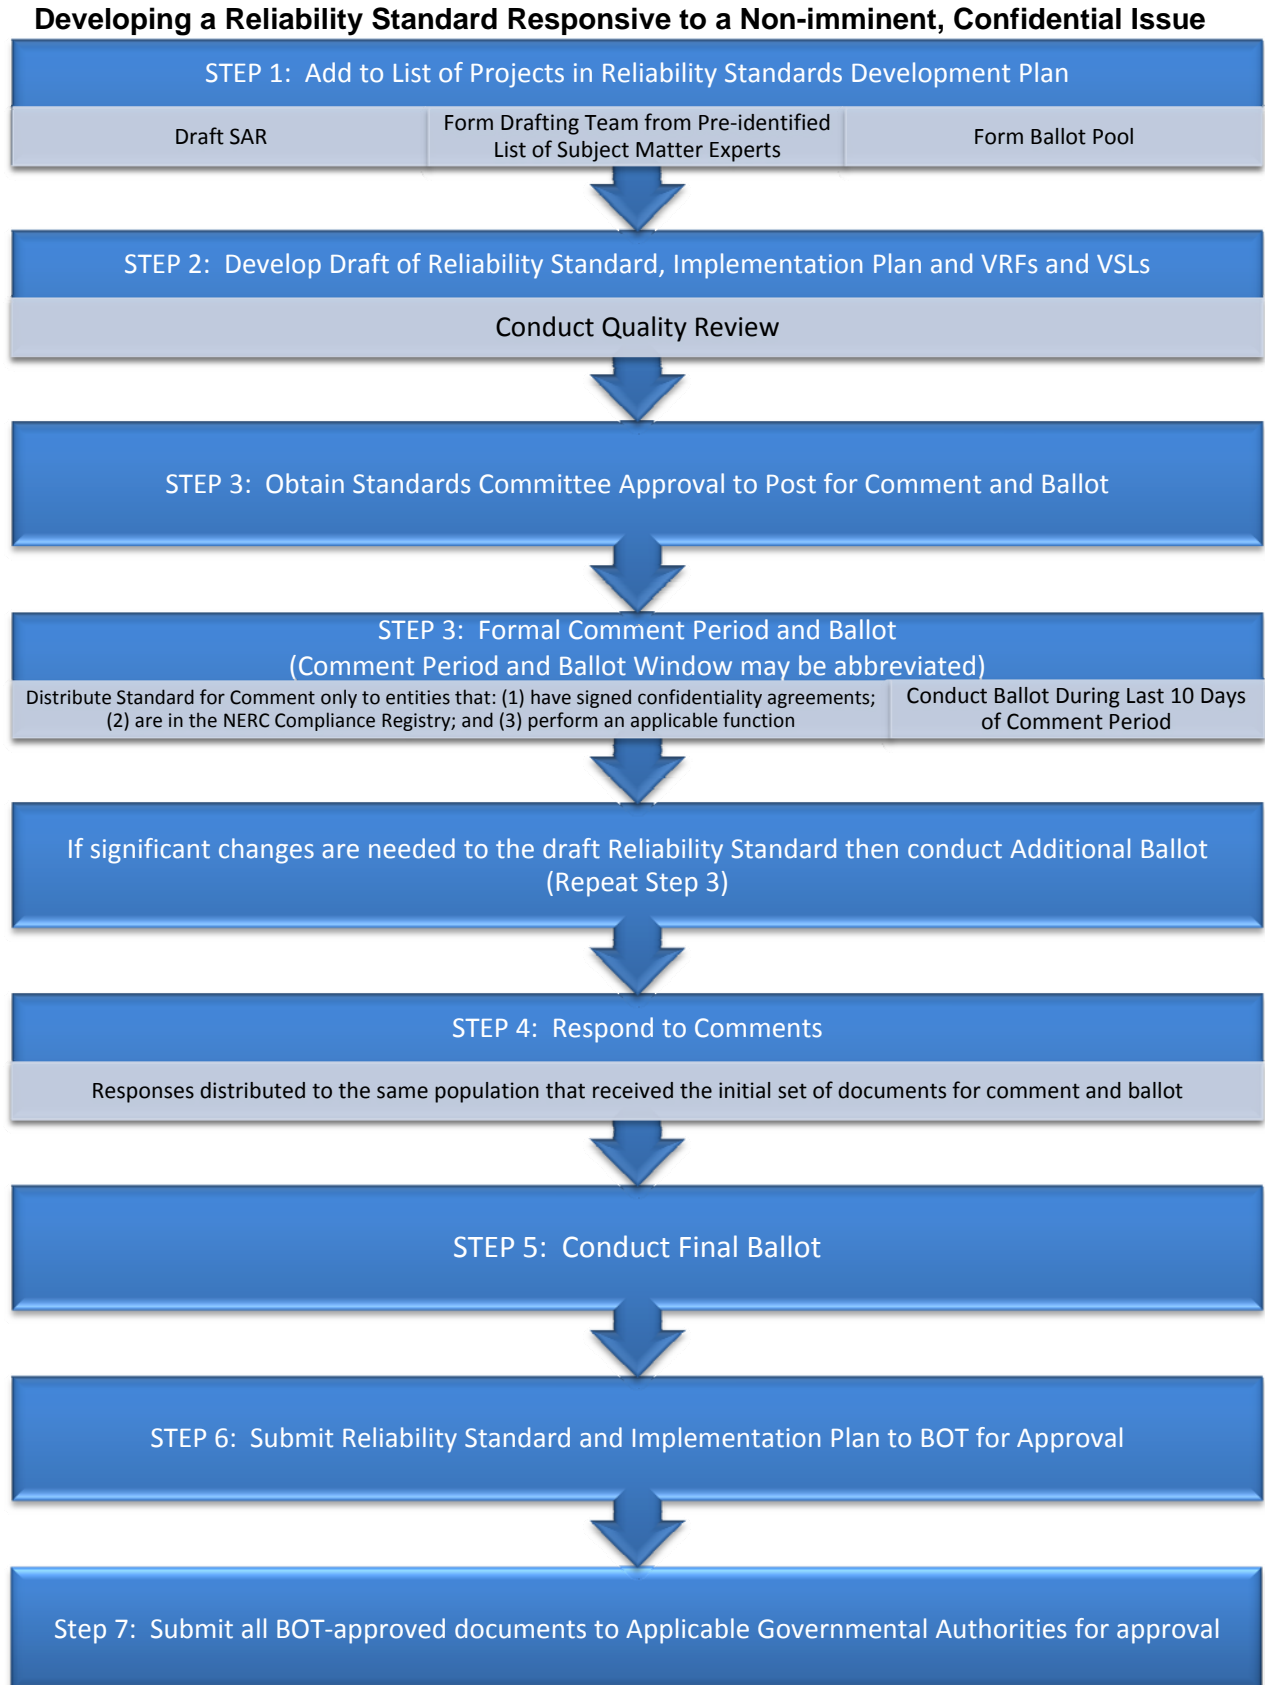 Developing a Reliability Standard Responsive to a Non-imminent, Confidential Issue
STEP 1: Add to List of Projects in Reliability Standards Development Plan
Draft SAR
Form Drafting Team from Pre-identified
List of Subject Matter Experts
Form Ballot Pool
STEP 2: Develop Draft of Reliability Standard, Implementation Plan and VRFs and VSLs
Conduct Quality Review
STEP 3: Obtain Standards Committee Approval to Post for Comment and Ballot
STEP 3: Formal Comment Period and Ballot
(Comment Period and Ballot Window may be abbreviated)
Distribute Standard for Comment only to entities that: (1) have signed confidentiality agreements;
(2) are in the NERC Compliance Registry; and (3) perform an applicable function
Conduct Ballot During Last 10 Days
of Comment Period
If significant changes are needed to the draft Reliability Standard then conduct Additional Ballot
(Repeat Step 3)
STEP 4: Respond to Comments
Responses distributed to the same population that received the initial set of documents for comment and ballot
STEP 5: Conduct Final Ballot
STEP 6: Submit Reliability Standard and Implementation Plan to BOT for Approval
Step 7: Submit all BOT-approved documents to Applicable Governmental Authorities for approval